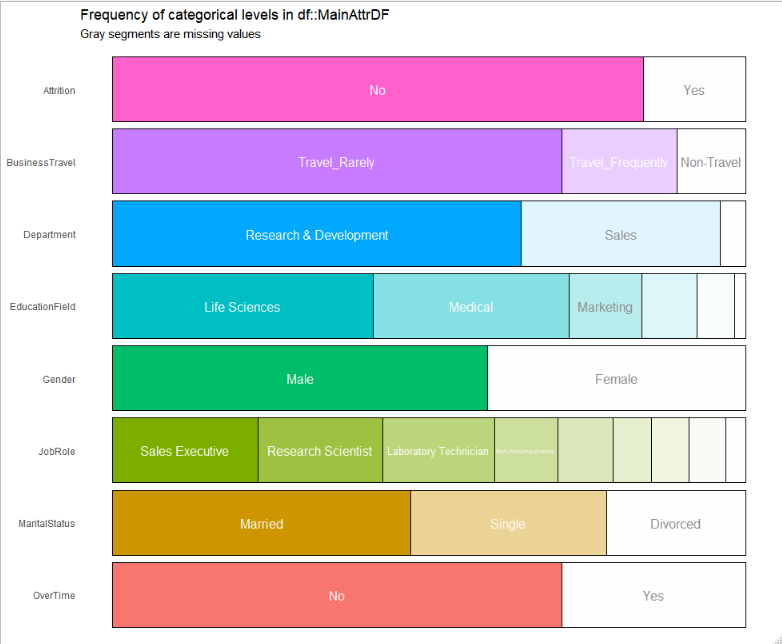 Frequency of categorical levels in df::MainAttrDF
Gray segments are missing values
Attrition
No
Yes
BusinessTravel
Travel_Rarely
Travel_Frequently
Non-Travel
Department
Research & Development
Sales
EducationField
Life Sciences
Medical
Marketing
Gender
Male
Female
JobRole
Sales Executive
Research Scientist
Laboratory Technician
Manufacturing Director
MaritalStatus
Married
Single
Divorced
OverTime
No
Yes